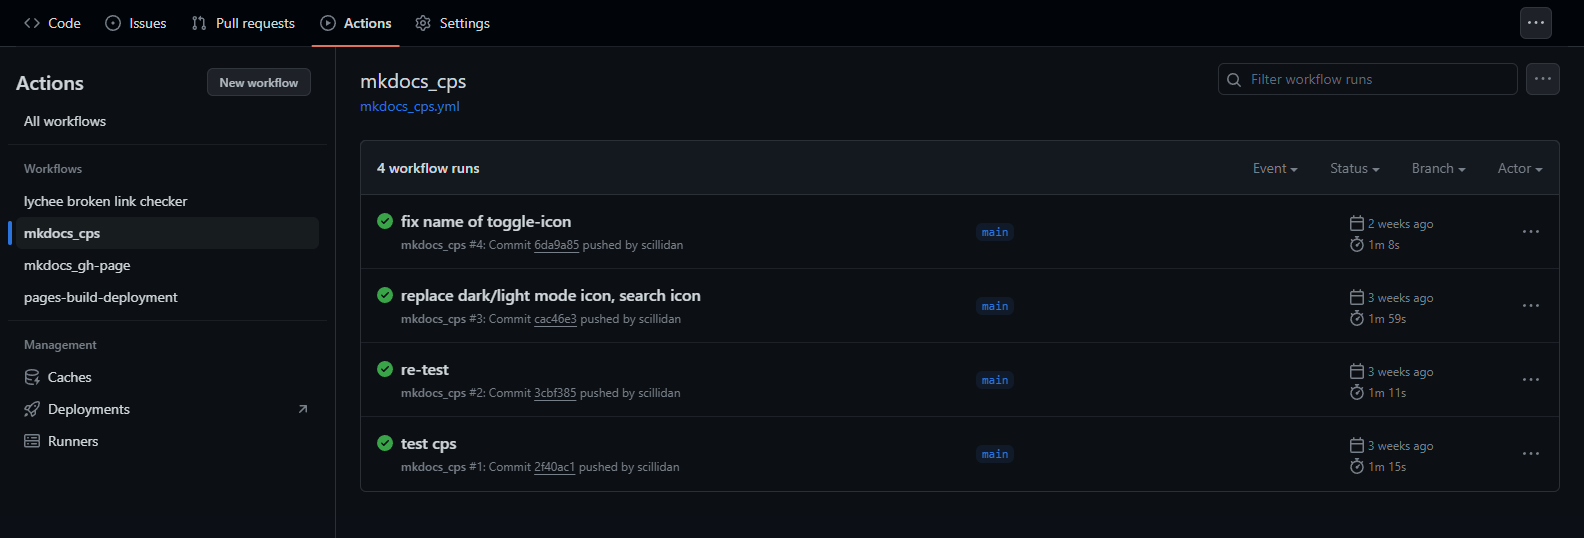 Code Issues Pull requests Actions Settings
Actions New workflow
All workflows
Workflows
lychee broken link checker
mkdocs_cps
mkdocs_gh-page
pages-build-deployment
Management
Caches
Deployments
Runners
mkdocs_cps
mkdocs_cps.yml
Filter workflow runs
4 workflow runs Event Status Branch Actor
fix name of toggle-icon
mkdocs_cps #4: Commit 6da9a85 pushed by scillidan
main
2 weeks ago
1m 8s
replace dark/light mode icon, search icon
mkdocs_cps #3: Commit cac46e3 pushed by scillidan
main
3 weeks ago
1m 59s
re-test
mkdocs_cps #2: Commit 3cbf385 pushed by scillidan
main
3 weeks ago
1m 11s
test cps
mkdocs_cps #1: Commit 2f40ac1 pushed by scillidan
main
3 weeks ago
1m 15s